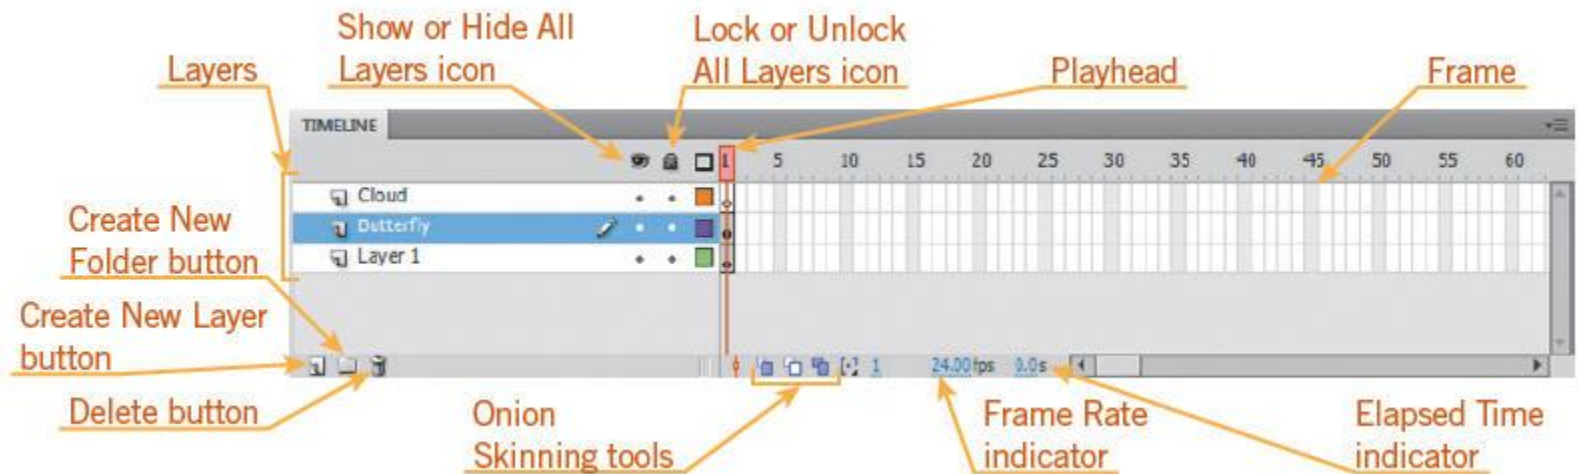 Show or Hide All
Layers icon
Lock or Unlock
All Layers icon
Layers
Playhead
Frame
TIMELINE
1 5 10 15 20 25 30 35 40 45 50 55 60
Cloud
Butterfly
Layer 1
Create New
Folder button
Create New Layer
button
1 24.00 fps 0.0 s
Delete button
Onion
Skinning tools
Frame Rate
indicator
Elapsed Time
indicator